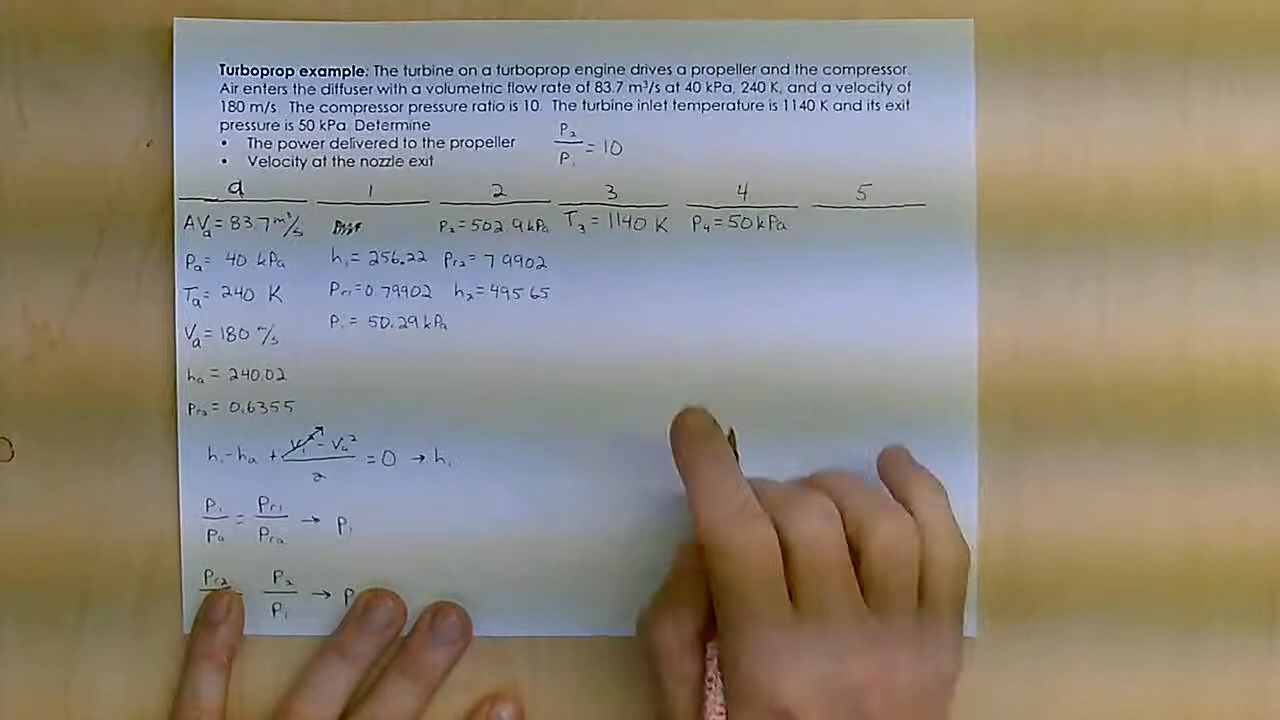 Turboprop example: The turbine on a turboprop engine drives a propeller and the compressor.
Air enters the diffuser with a volumetric flow rate of 83.7 m³/s at 40 kPa, 240 K, and a velocity of
180 m/s. The compressor pressure ratio is 10. The turbine inlet temperature is 1140 K and its exit
pressure is 50 kPa. Determine
• The power delivered to the propeller
• Velocity at the nozzle exit
P₂/P₁ = 10
a 1 2 3 4 5
AVₐ = 83.7 m³/s P₂ = 502.9 kPa T₃ = 1140 K P₄ = 50 kPa
Pₐ = 40 kPa h₁ = 256.22 Pr₂ = 7.9902
Tₐ = 240 K Pr₁ = 0.79902 h₂ = 495.65
P₁ = 50.29 kPa
Vₐ = 180 m/s
hₐ = 240.02
Prₐ = 0.6355
h₁ - hₐ + (V₁² - Vₐ²)/2 = 0 → h₁
P₁/Pₐ = Pr₁/Prₐ → P₁
Pr₂ P₂/P₁ → P